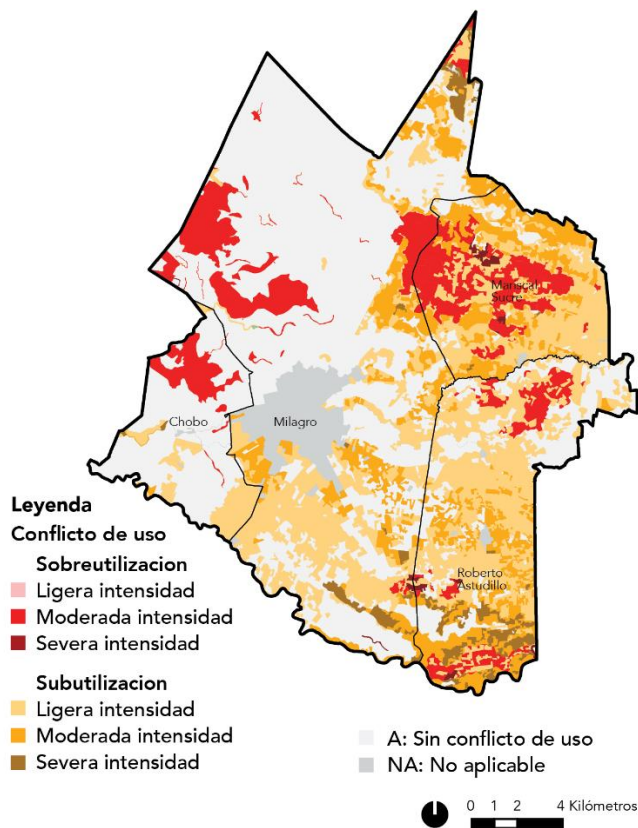 Mariscal
Sucre
Chobo
Milagro
Roberto
Astudillo
Leyenda
Conflicto de uso
Sobreutilizacion
Ligera intensidad
Moderada intensidad
Severa intensidad
Subutilizacion
Ligera intensidad
Moderada intensidad
Severa intensidad
A: Sin conflicto de uso
NA: No aplicable
0 1 2 4 Kilómetros